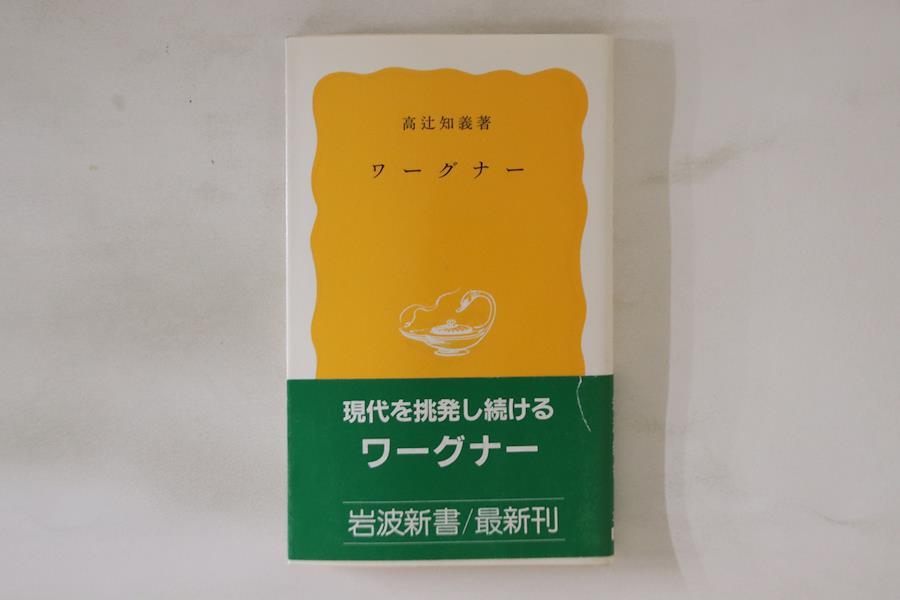 高辻知義著
ワーグナー
現代を挑発し続ける
ワーグナー
岩波新書/最新刊